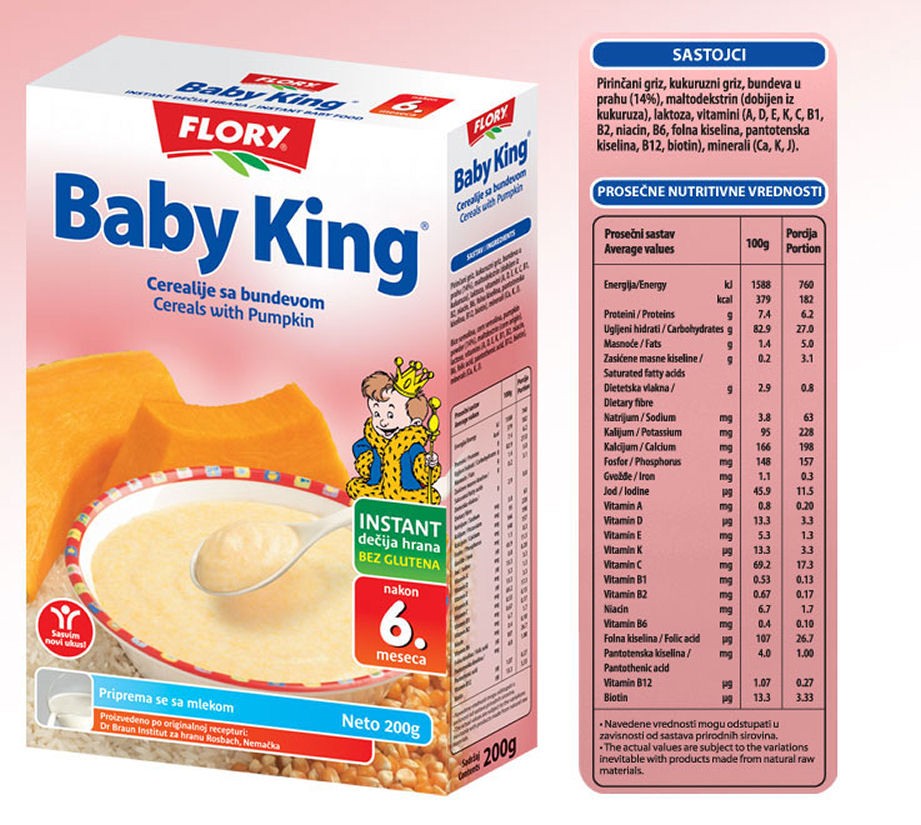 FLORY
Baby King®
INSTANT DEČIJA HRANA / INSTANT BABY FOOD
nakon
6.
meseca
FLORY®
Baby King®
Cerealije sa bundevom
Cereals with Pumpkin
INSTANT
dečija hrana
BEZ GLUTENA
nakon
6.
meseca
Sasvim
novi ukus!
Priprema se sa mlekom
Neto 200g
Proizvedeno po originalnoj recepturi:
Dr Braun Institut za hranu Rosbach, Nemačka
FLORY
Baby King®
Cerealije sa bundevom
Cereals with Pumpkin
SASTAV / INGREDIENTS
Sadržaj
Contents 200g
SASTOJCI
Pirinčani griz, kukuruzni griz, bundeva u
prahu (14%), maltodekstrin (dobijen iz
kukuruza), laktoza, vitamini (A, D, E, K, C, B1,
B2, niacin, B6, folna kiselina, pantotenska
kiselina, B12, biotin), minerali (Ca, K, J).
PROSEČNE NUTRITIVNE VREDNOSTI
Prosečni sastav
Average values 100g Porcija
Portion
Energija/Energy kJ 1588 760
kcal 379 182
Proteini / Proteins g 7.4 6.2
Ugljeni hidrati / Carbohydrates g 82.9 27.0
Masnoće / Fats g 1.4 5.0
Zasićene masne kiseline / g 0.2 3.1
Saturated fatty acids
Dietetska vlakna / g 2.9 0.8
Dietary fibre
Natrijum / Sodium mg 3.8 63
Kalijum / Potassium mg 95 228
Kalcijum / Calcium mg 166 198
Fosfor / Phosphorus mg 148 157
Gvožđe / Iron mg 1.1 0.3
Jod / Iodine µg 45.9 11.5
Vitamin A mg 0.8 0.20
Vitamin D µg 13.3 3.3
Vitamin E mg 5.3 1.3
Vitamin K µg 13.3 3.3
Vitamin C mg 69.2 17.3
Vitamin B1 mg 0.53 0.13
Vitamin B2 mg 0.67 0.17
Niacin mg 6.7 1.7
Vitamin B6 mg 0.4 0.10
Folna kiselina / Folic acid µg 107 26.7
Pantotenska kiselina / mg 4.0 1.00
Pantothenic acid
Vitamin B12 µg 1.07 0.27
Biotin µg 13.3 3.33
• Navedene vrednosti mogu odstupati u
zavisnosti od sastava prirodnih sirovina.
• The actual values are subject to the variations
inevitable with products made from natural raw
materials.